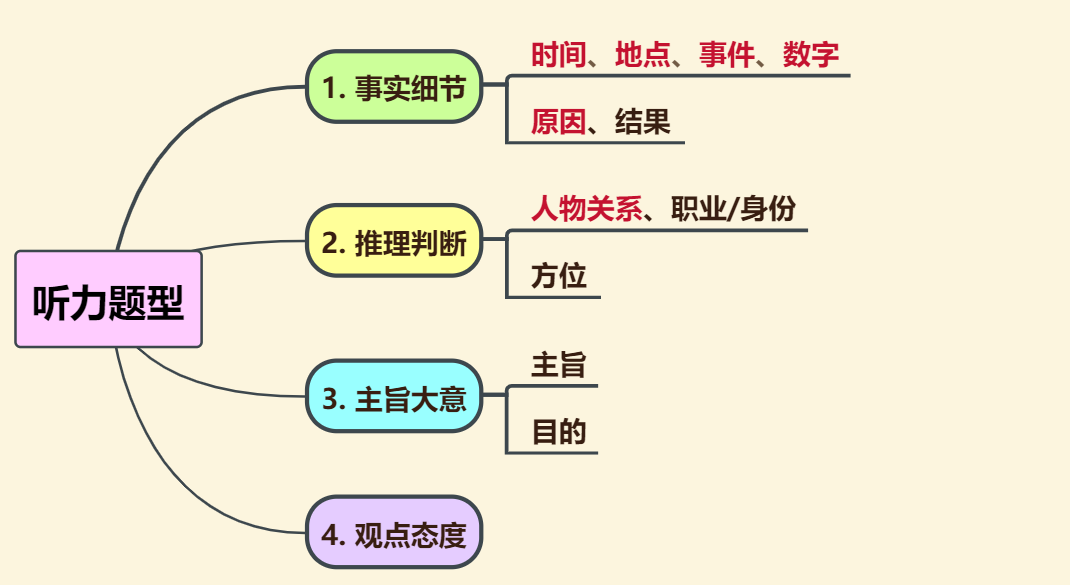 听力题型
1. 事实细节
时间、地点、事件、数字
原因、结果
2. 推理判断
人物关系、职业/身份
方位
3. 主旨大意
主旨
目的
4. 观点态度